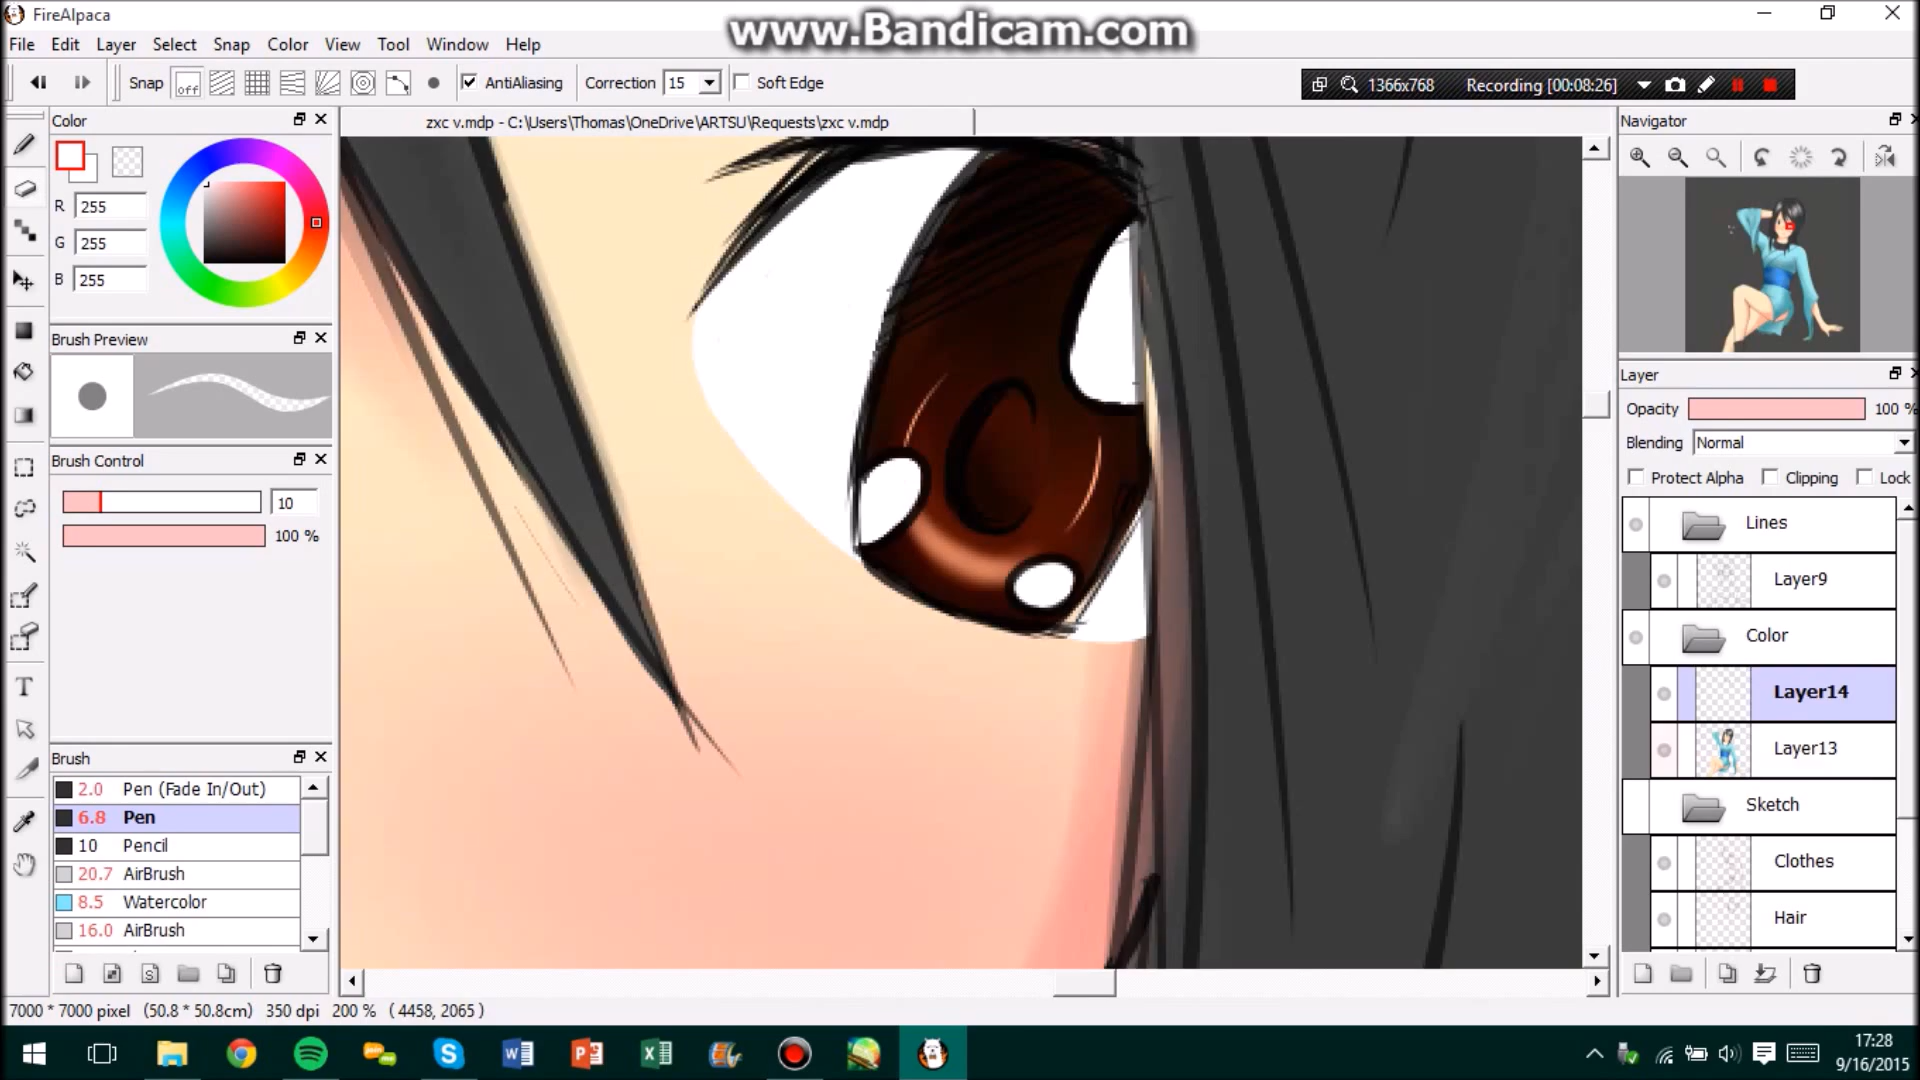 FireAlpaca
www.Bandicam.com
File Edit Layer Select Snap Color View Tool Window Help
Snap off AntiAliasing Correction 15 Soft Edge
1366x768 Recording [00:08:26]
Color
zxc v.mdp - C:\Users\Thomas\OneDrive\ARTSU\Requests\zxc v.mdp
Navigator
R 255
G 255
B 255
Brush Preview
Layer
Opacity 100 %
Blending Normal
Brush Control
Protect Alpha Clipping Lock
10
100 %
Lines
Layer9
Color
Layer14
Layer13
Sketch
Clothes
Hair
Brush
2.0 Pen (Fade In/Out)
6.8 Pen
10 Pencil
20.7 AirBrush
8.5 Watercolor
16.0 AirBrush
7000 * 7000 pixel (50.8 * 50.8cm) 350 dpi 200 % ( 4458, 2065 )
17:28
9/16/2015